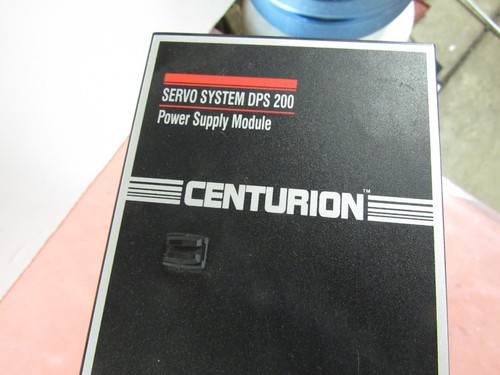 SERVO SYSTEM DPS 200
Power Supply Module
CENTURION™